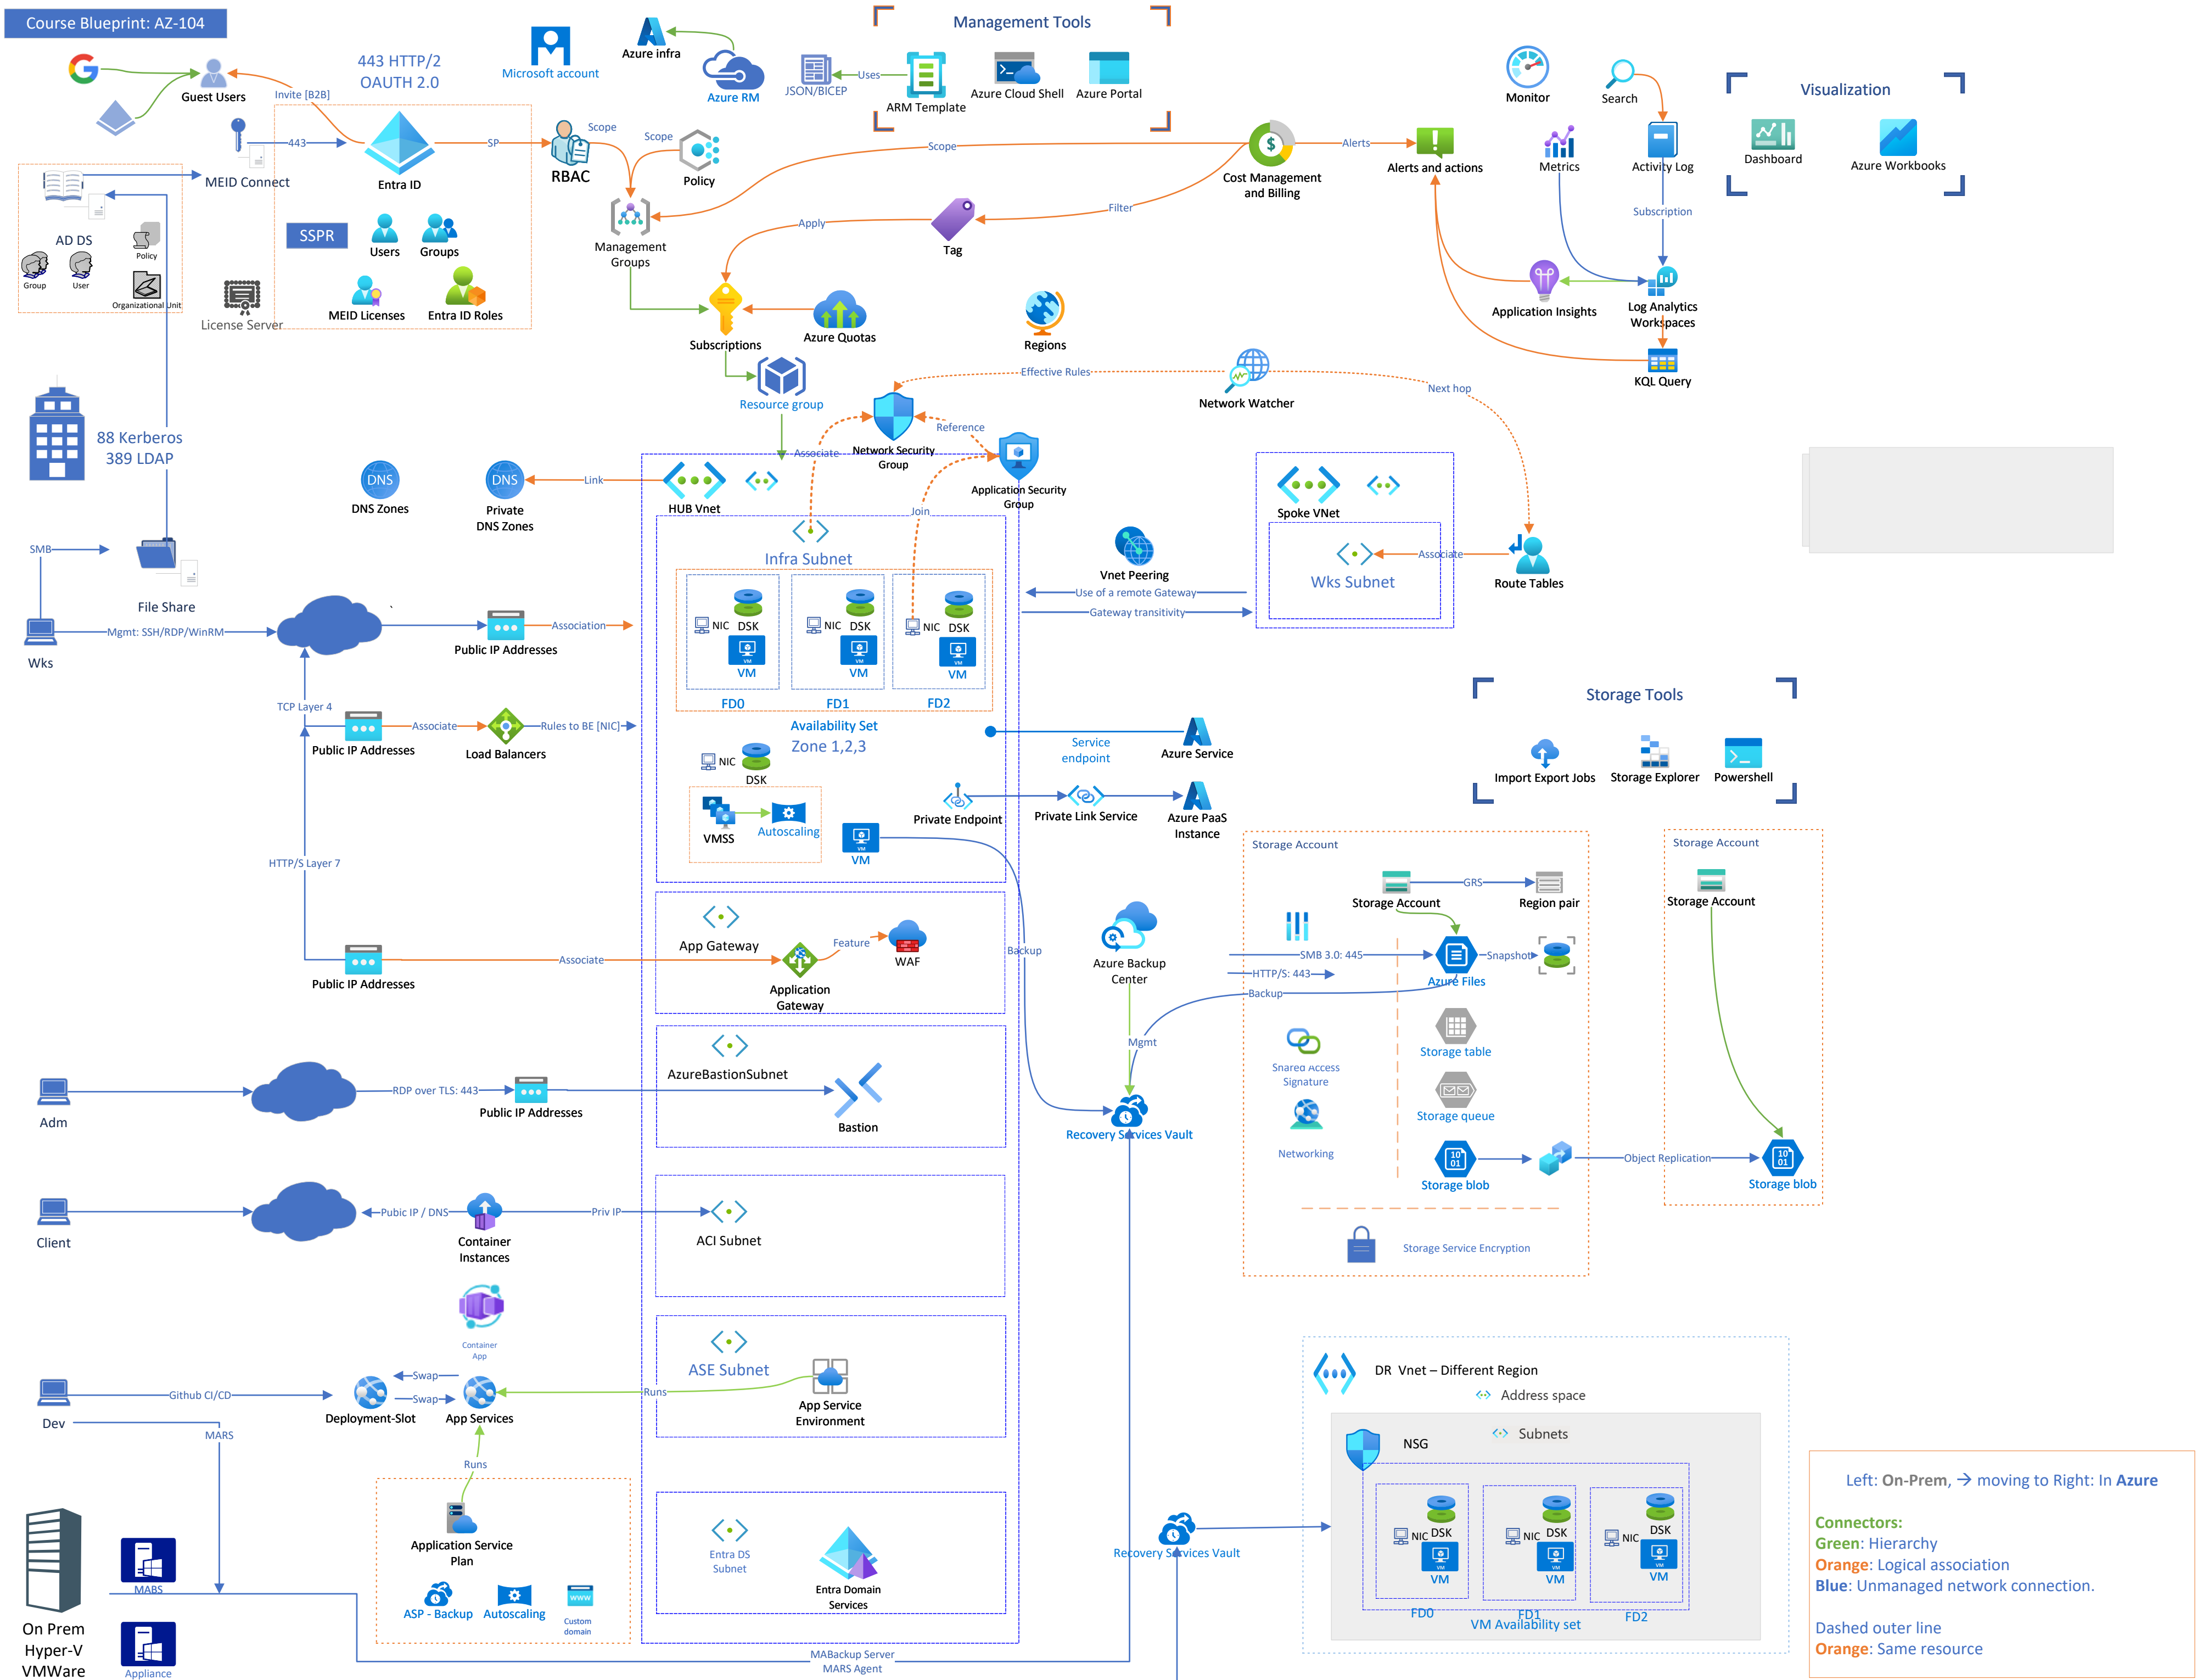 Course Blueprint: AZ-104
Management Tools
443 HTTP/2
OAUTH 2.0
Microsoft account
Azure infra
Azure RM
JSON/BICEP
Uses
ARM Template
Azure Cloud Shell
Azure Portal
Monitor
Search
Visualization
Guest Users
Invite [B2B]
443
MEID Connect
Entra ID
SP
RBAC
Scope
Scope
Policy
Scope
Cost Management
and Billing
Alerts
Alerts and actions
Metrics
Activity Log
Dashboard
Azure Workbooks
AD DS
Policy
Group
User
Organizational Unit
SSPR
Users
Groups
MEID Licenses
Entra ID Roles
License Server
Management
Groups
Apply
Tag
Filter
Subscription
Application Insights
Log Analytics
Workspaces
KQL Query
Subscriptions
Azure Quotas
Regions
Resource group
Effective Rules
Network Watcher
Next hop
88 Kerberos
389 LDAP
DNS Zones
Private
DNS Zones
Link
HUB Vnet
Associate
Network Security
Group
Reference
Application Security
Group
Join
Spoke VNet
Wks Subnet
Associate
Route Tables
SMB
File Share
Infra Subnet
Vnet Peering
Use of a remote Gateway
Gateway transitivity
Wks
Mgmt: SSH/RDP/WinRM
Public IP Addresses
Association
NIC
DSK
VM
VM
FD0
NIC
DSK
VM
VM
FD1
NIC
DSK
VM
VM
FD2
Availability Set
Zone 1,2,3
TCP Layer 4
Public IP Addresses
Associate
Load Balancers
Rules to BE [NIC]
NIC
DSK
VMSS
Autoscaling
VM
VM
Service
endpoint
Azure Service
Private Endpoint
Private Link Service
Azure PaaS
Instance
Storage Tools
Import Export Jobs
Storage Explorer
Powershell
HTTP/S Layer 7
Public IP Addresses
Associate
App Gateway
Application
Gateway
Feature
WAF
Backup
Azure Backup
Center
Mgmt
Recovery Services Vault
Storage Account
Storage Account
GRS
Region pair
SMB 3.0: 445
HTTP/S: 443
Backup
Azure Files
Snapshot
Storage table
Storage queue
Shared Access
Signature
Networking
10
01
Storage blob
Object Replication
Storage Service Encryption
Storage Account
Storage Account
10
01
Storage blob
Adm
RDP over TLS: 443
Public IP Addresses
AzureBastionSubnet
Bastion
Client
Pubic IP / DNS
Container
Instances
Priv IP
ACI Subnet
Container
App
Dev
Github CI/CD
Deployment-Slot
Swap
Swap
App Services
Runs
ASE Subnet
App Service
Environment
MARS
Runs
Application Service
Plan
ASP - Backup
Autoscaling
www
Custom
domain
Entra DS
Subnet
Entra Domain
Services
On Prem
Hyper-V
VMWare
MABS
Appliance
MABackup Server
MARS Agent
Recovery Services Vault
DR Vnet – Different Region
Address space
Subnets
NSG
NIC
DSK
VM
VM
FD0
NIC
DSK
VM
VM
FD1
NIC
DSK
VM
VM
FD2
VM Availability set
Left: On-Prem, → moving to Right: In Azure
Connectors:
Green: Hierarchy
Orange: Logical association
Blue: Unmanaged network connection.
Dashed outer line
Orange: Same resource
DNS
DNS